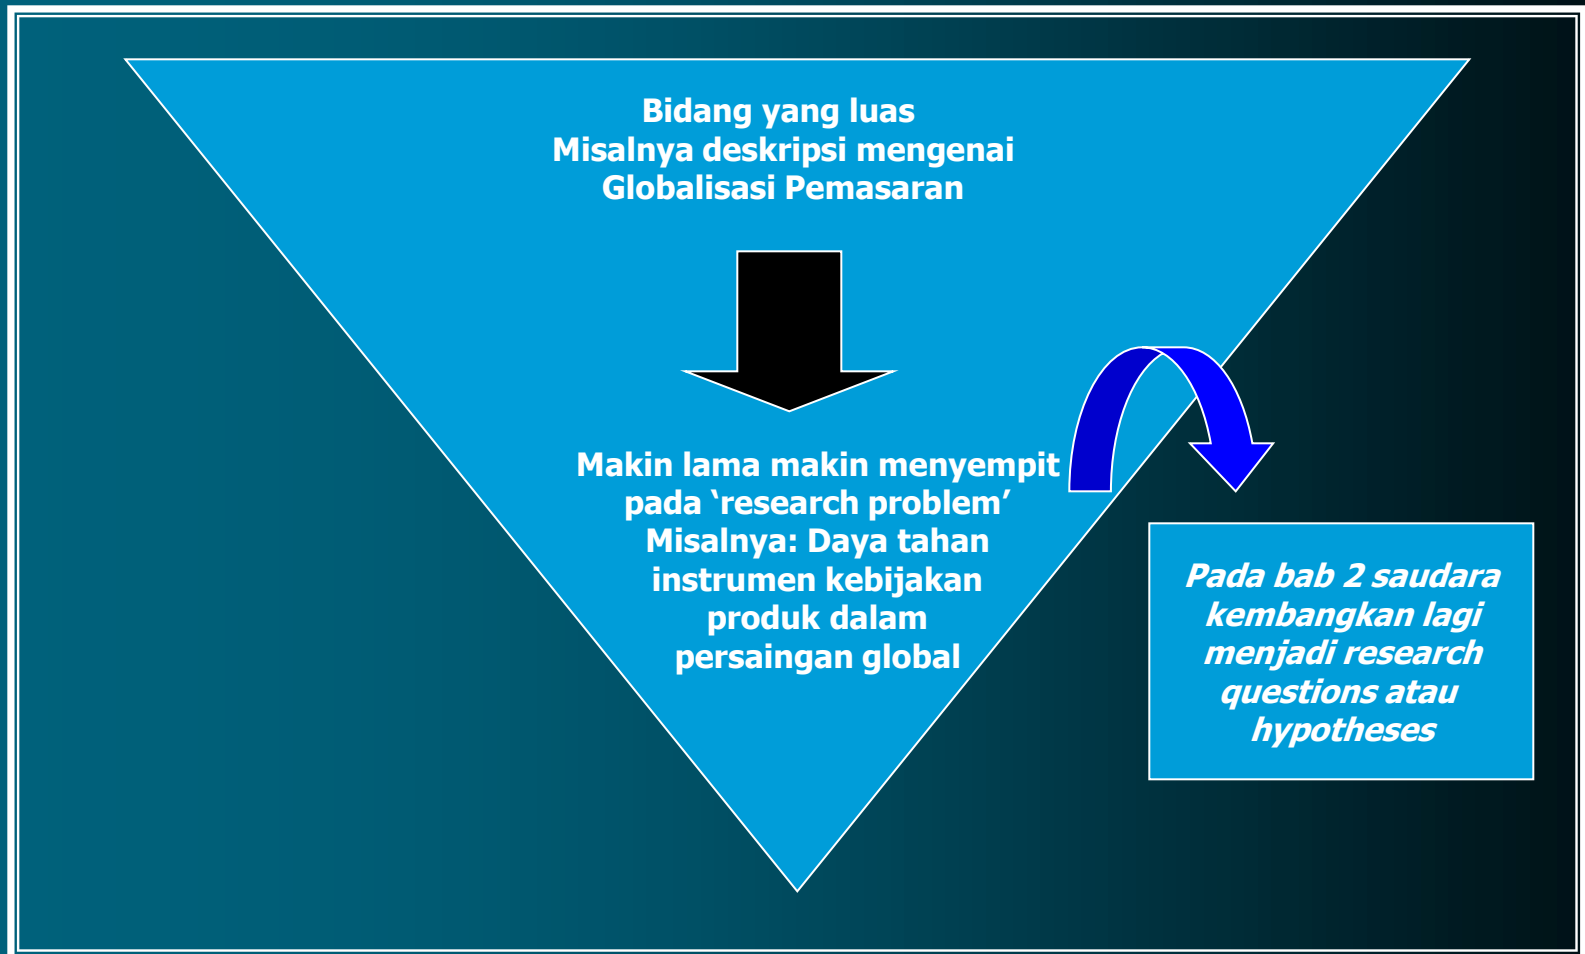 Bidang yang luas
Misalnya deskripsi mengenai
Globalisasi Pemasaran
Makin lama makin menyempit
pada ‘research problem’
Misalnya: Daya tahan
instrumen kebijakan
produk dalam
persaingan global
Pada bab 2 saudara
kembangkan lagi
menjadi research
questions atau
hypotheses